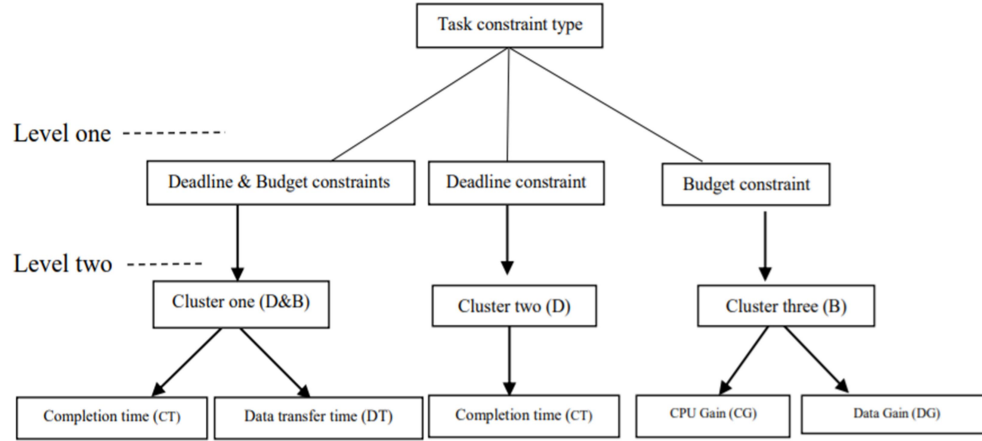 Task constraint type
Level one
Deadline & Budget constraints
Deadline constraint
Budget constraint
Level two
Cluster one (D&B)
Cluster two (D)
Cluster three (B)
Completion time (CT)
Data transfer time (DT)
Completion time (CT)
CPU Gain (CG)
Data Gain (DG)